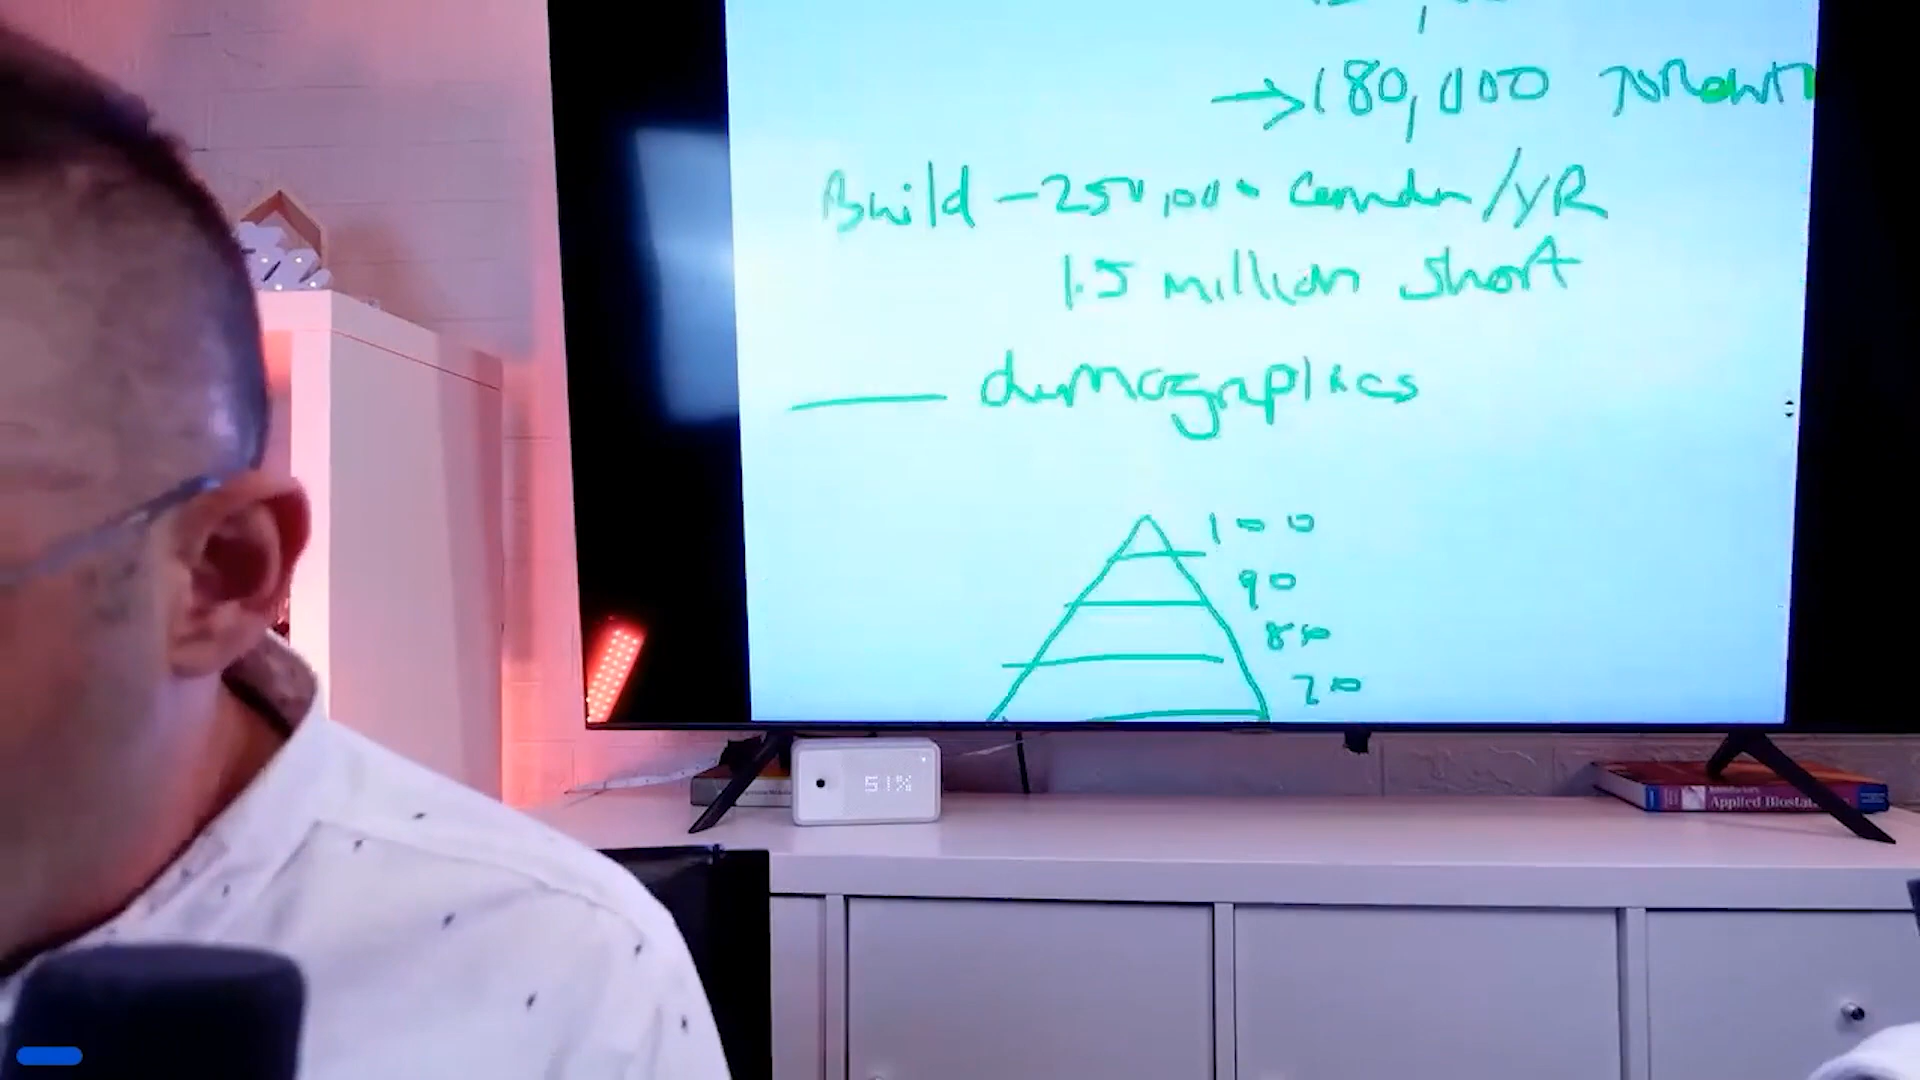 →180,000 TORONTO
Build - 250,000 Canada/YR
1.5 million short
demographics
100
90
80
70
51%
Applied Biostat